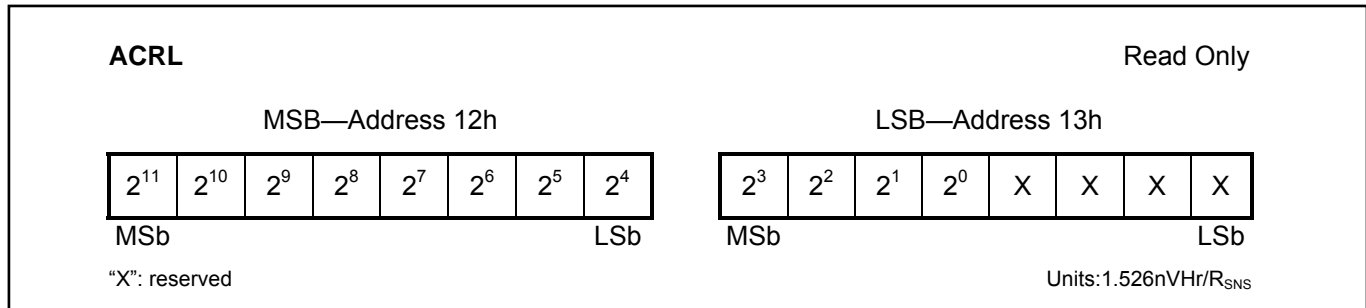 ACRL Read Only
MSB—Address 12h LSB—Address 13h
2¹¹ 2¹⁰ 2⁹ 2⁸ 2⁷ 2⁶ 2⁵ 2⁴ 2³ 2² 2¹ 2⁰ X X X X
MSb LSb MSb LSb
“X”: reserved Units:1.526nVHr/R_SNS